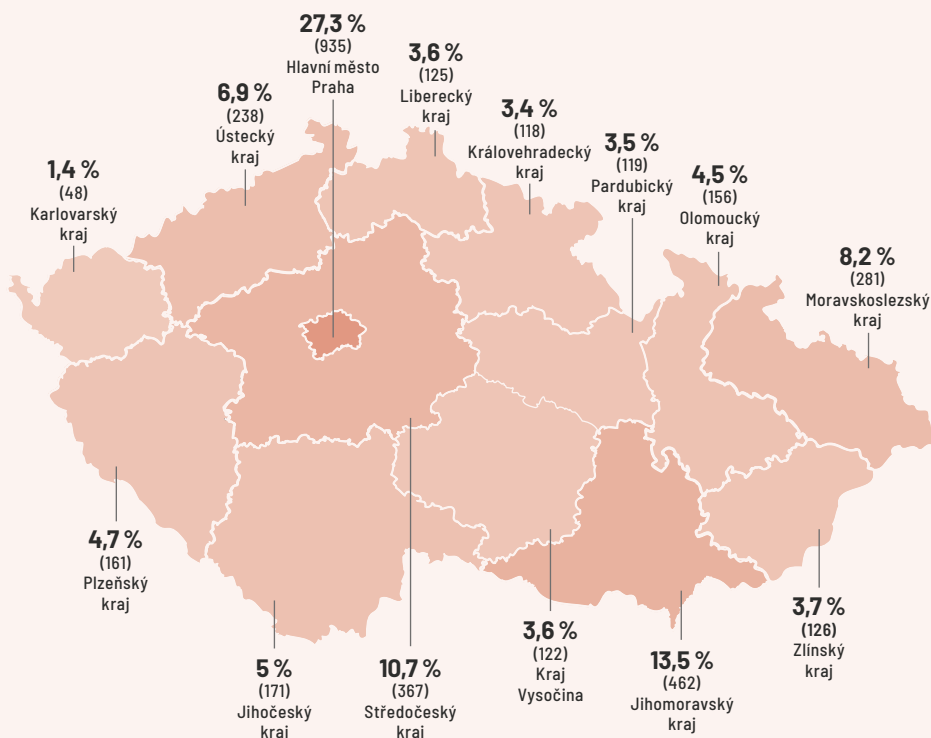 27,3 %
(935)
Hlavní město
Praha
3,6 %
(125)
Liberecký
kraj
6,9 %
(238)
Ústecký
kraj
3,4 %
(118)
Královehradecký
kraj
3,5 %
(119)
Pardubický
kraj
1,4 %
(48)
Karlovarský
kraj
4,5 %
(156)
Olomoucký
kraj
8,2 %
(281)
Moravskoslezský
kraj
4,7 %
(161)
Plzeňský
kraj
5 %
(171)
Jihočeský
kraj
10,7 %
(367)
Středočeský
kraj
3,6 %
(122)
Kraj
Vysočina
13,5 %
(462)
Jihomoravský
kraj
3,7 %
(126)
Zlínský
kraj